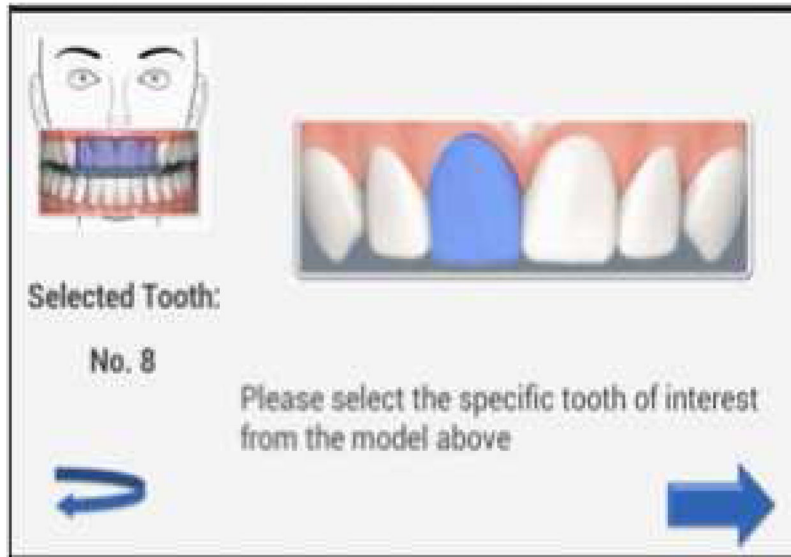 Selected Tooth:
No. 8
Please select the specific tooth of interest
from the model above